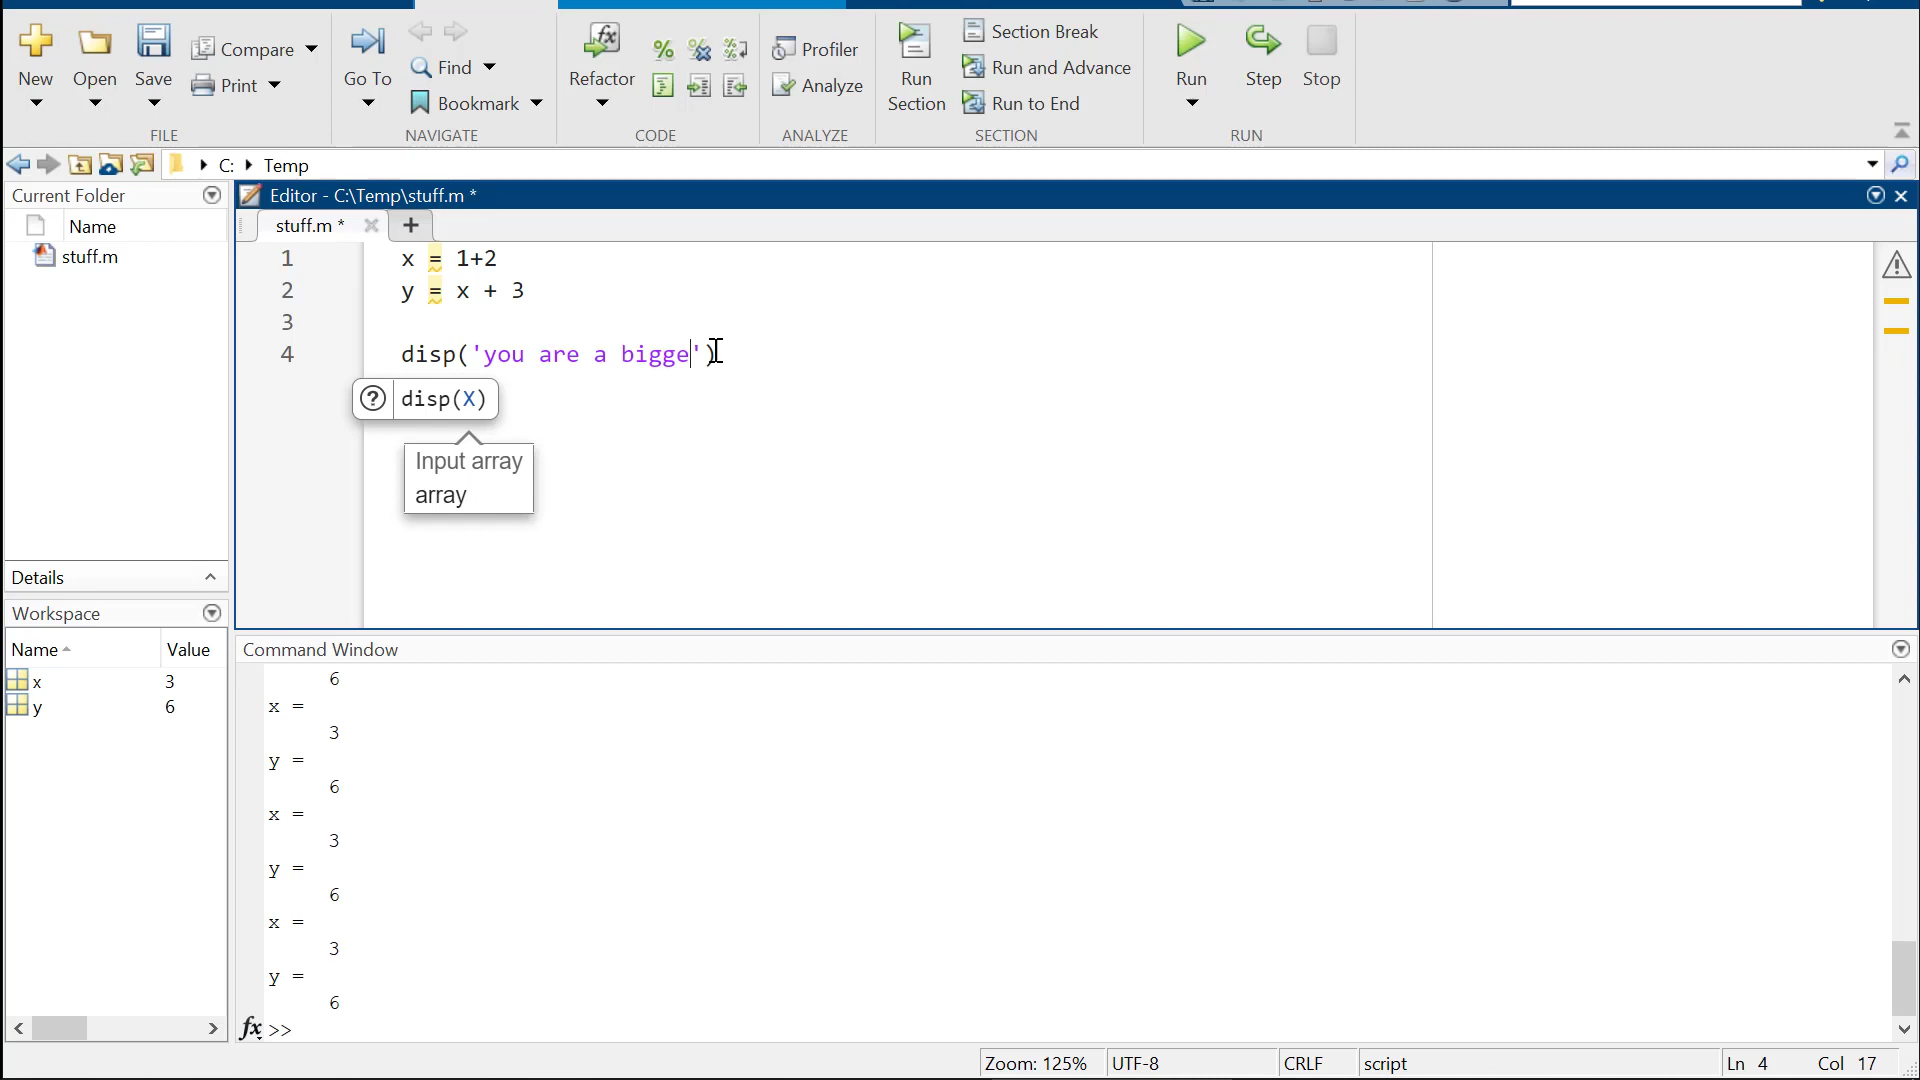 New
Open
Save
Compare
Print
Go To
Find
Bookmark
Refactor
fx
%
%
%
Profiler
Analyze
Run
Section
Section Break
Run and Advance
Run to End
Run
Step
Stop
FILE
NAVIGATE
CODE
ANALYZE
SECTION
RUN
C:
Temp
Current Folder
Name
stuff.m
Editor - C:\Temp\stuff.m *
stuff.m *
+
1 x = 1+2
2 y = x + 3
3
4 disp('you are a bigge')
? disp(X)
Input array
array
Details
Workspace
Name Value
x 3
y 6
Command Window
6
x =
3
y =
6
x =
3
y =
6
x =
3
y =
6
fx >>
Zoom: 125% UTF-8 CRLF script Ln 4 Col 17